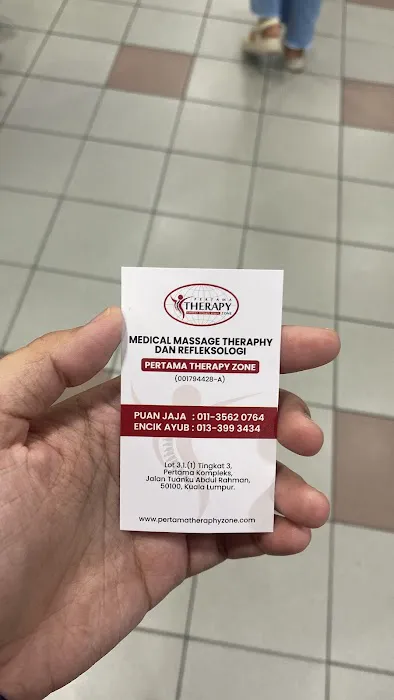 PERTAMA
THERAPY
ZONE
MEDICAL MASSAGE THERAPHY
DAN REFLEKSOLOGI
PERTAMA THERAPY ZONE
(001794428-A)
PUAN JAJA : 011-3562 0764
ENCIK AYUB : 013-399 3434
Lot 3.1.(1) Tingkat 3,
Pertama Kompleks,
Jalan Tuanku Abdul Rahman,
50100, Kuala Lumpur.
www.pertamatheraphyzone.com